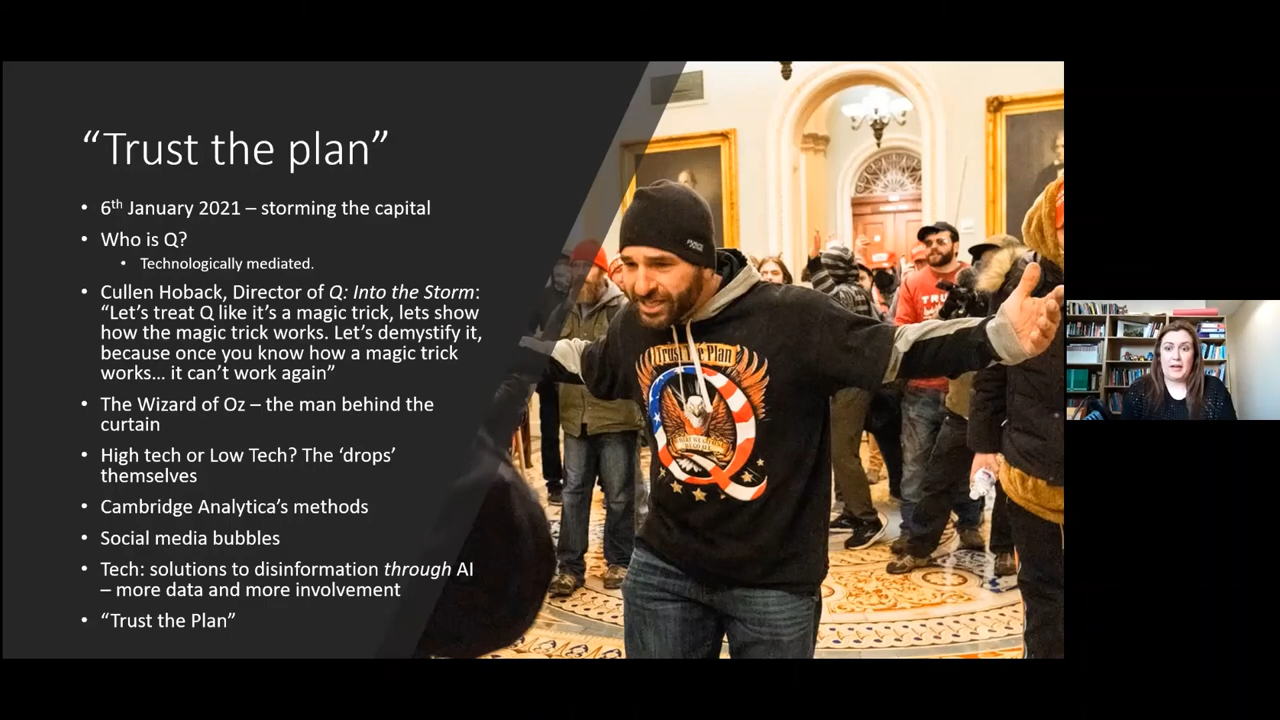 “Trust the plan”
• 6th January 2021 – storming the capital
• Who is Q?
• Technologically mediated.
• Cullen Hoback, Director of Q: Into the Storm:
“Let’s treat Q like it’s a magic trick, lets show
how the magic trick works. Let’s demystify it,
because once you know how a magic trick
works… it can’t work again”
• The Wizard of Oz – the man behind the
curtain
• High tech or Low Tech? The ‘drops’
themselves
• Cambridge Analytica’s methods
• Social media bubbles
• Tech: solutions to disinformation through AI
– more data and more involvement
• “Trust the Plan”
Trust The Plan
Q